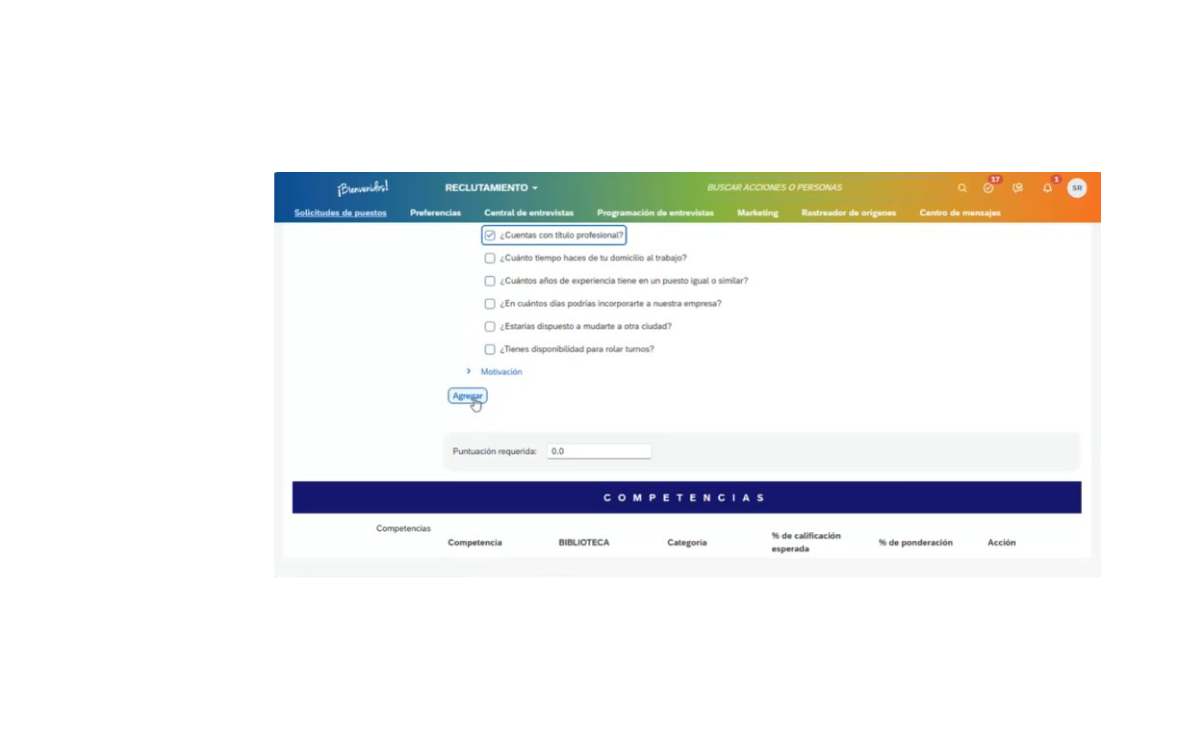 ¡Bienvenidos! RECLUTAMIENTO BUSCAR ACCIONES O PERSONAS 17 1 SR
Solicitudes de puestos Preferencias Central de entrevistas Programación de entrevistas Marketing Rastreador de orígenes Centro de mensajes
¿Cuentas con título profesional?
¿Cuánto tiempo haces de tu domicilio al trabajo?
¿Cuántos años de experiencia tiene en un puesto igual o similar?
¿En cuántos días podrías incorporarte a nuestra empresa?
¿Estarías dispuesto a mudarte a otra ciudad?
¿Tienes disponibilidad para rolar turnos?
Motivación
Agregar
Puntuación requerida: 0.0
COMPETENCIAS
Competencias
Competencia BIBLIOTECA Categoría % de calificación esperada % de ponderación Acción